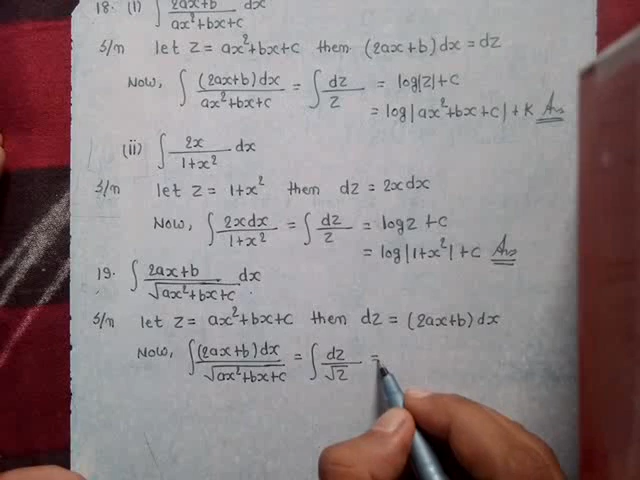 18. (i) ∫ (2ax+b)/(ax²+bx+c) dx
S/n let z = ax²+bx+c then (2ax+b)dx = dz
Now, ∫ (2ax+b)dx/(ax²+bx+c) = ∫ dz/z = log|z|+c
= log|ax²+bx+c|+K Ans
(ii) ∫ 2x/(1+x²) dx
S/n let z = 1+x² then dz = 2xdx
Now, ∫ 2xdx/(1+x²) = ∫ dz/z = logz+c
= log|1+x²|+c Ans
19. ∫ (2ax+b)/√(ax²+bx+c) dx
S/n let z = ax²+bx+c then dz = (2ax+b)dx
Now, ∫ (2ax+b)dx/√(ax²+bx+c) = ∫ dz/√z =